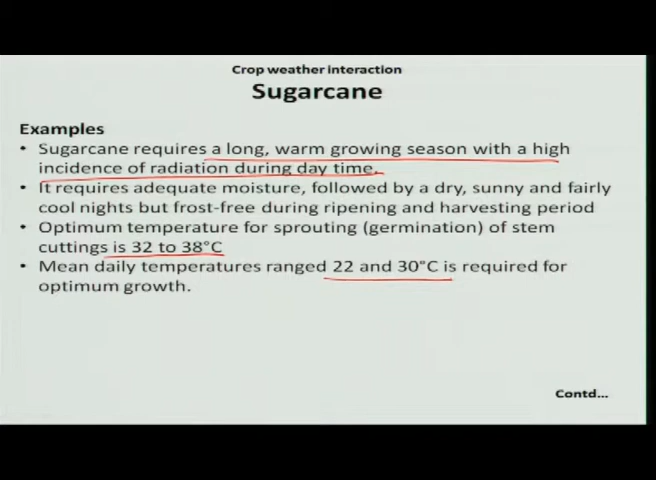 Crop weather interaction
Sugarcane
Examples
• Sugarcane requires a long, warm growing season with a high
incidence of radiation during day time.
• It requires adequate moisture, followed by a dry, sunny and fairly
cool nights but frost-free during ripening and harvesting period
• Optimum temperature for sprouting (germination) of stem
cuttings is 32 to 38°C
• Mean daily temperatures ranged 22 and 30°C is required for
optimum growth.
Contd...